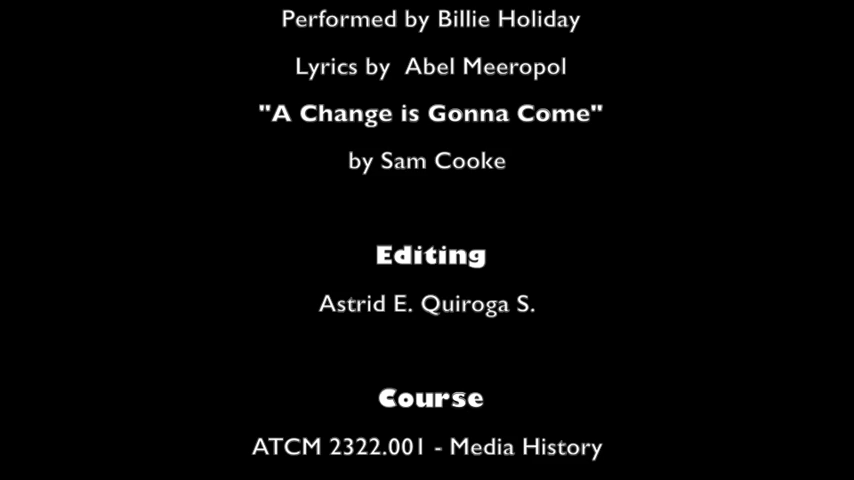 Performed by Billie Holiday
Lyrics by  Abel Meeropol
"A Change is Gonna Come"
by Sam Cooke
Editing
Astrid E. Quiroga S.
Course
ATCM 2322.001 - Media History